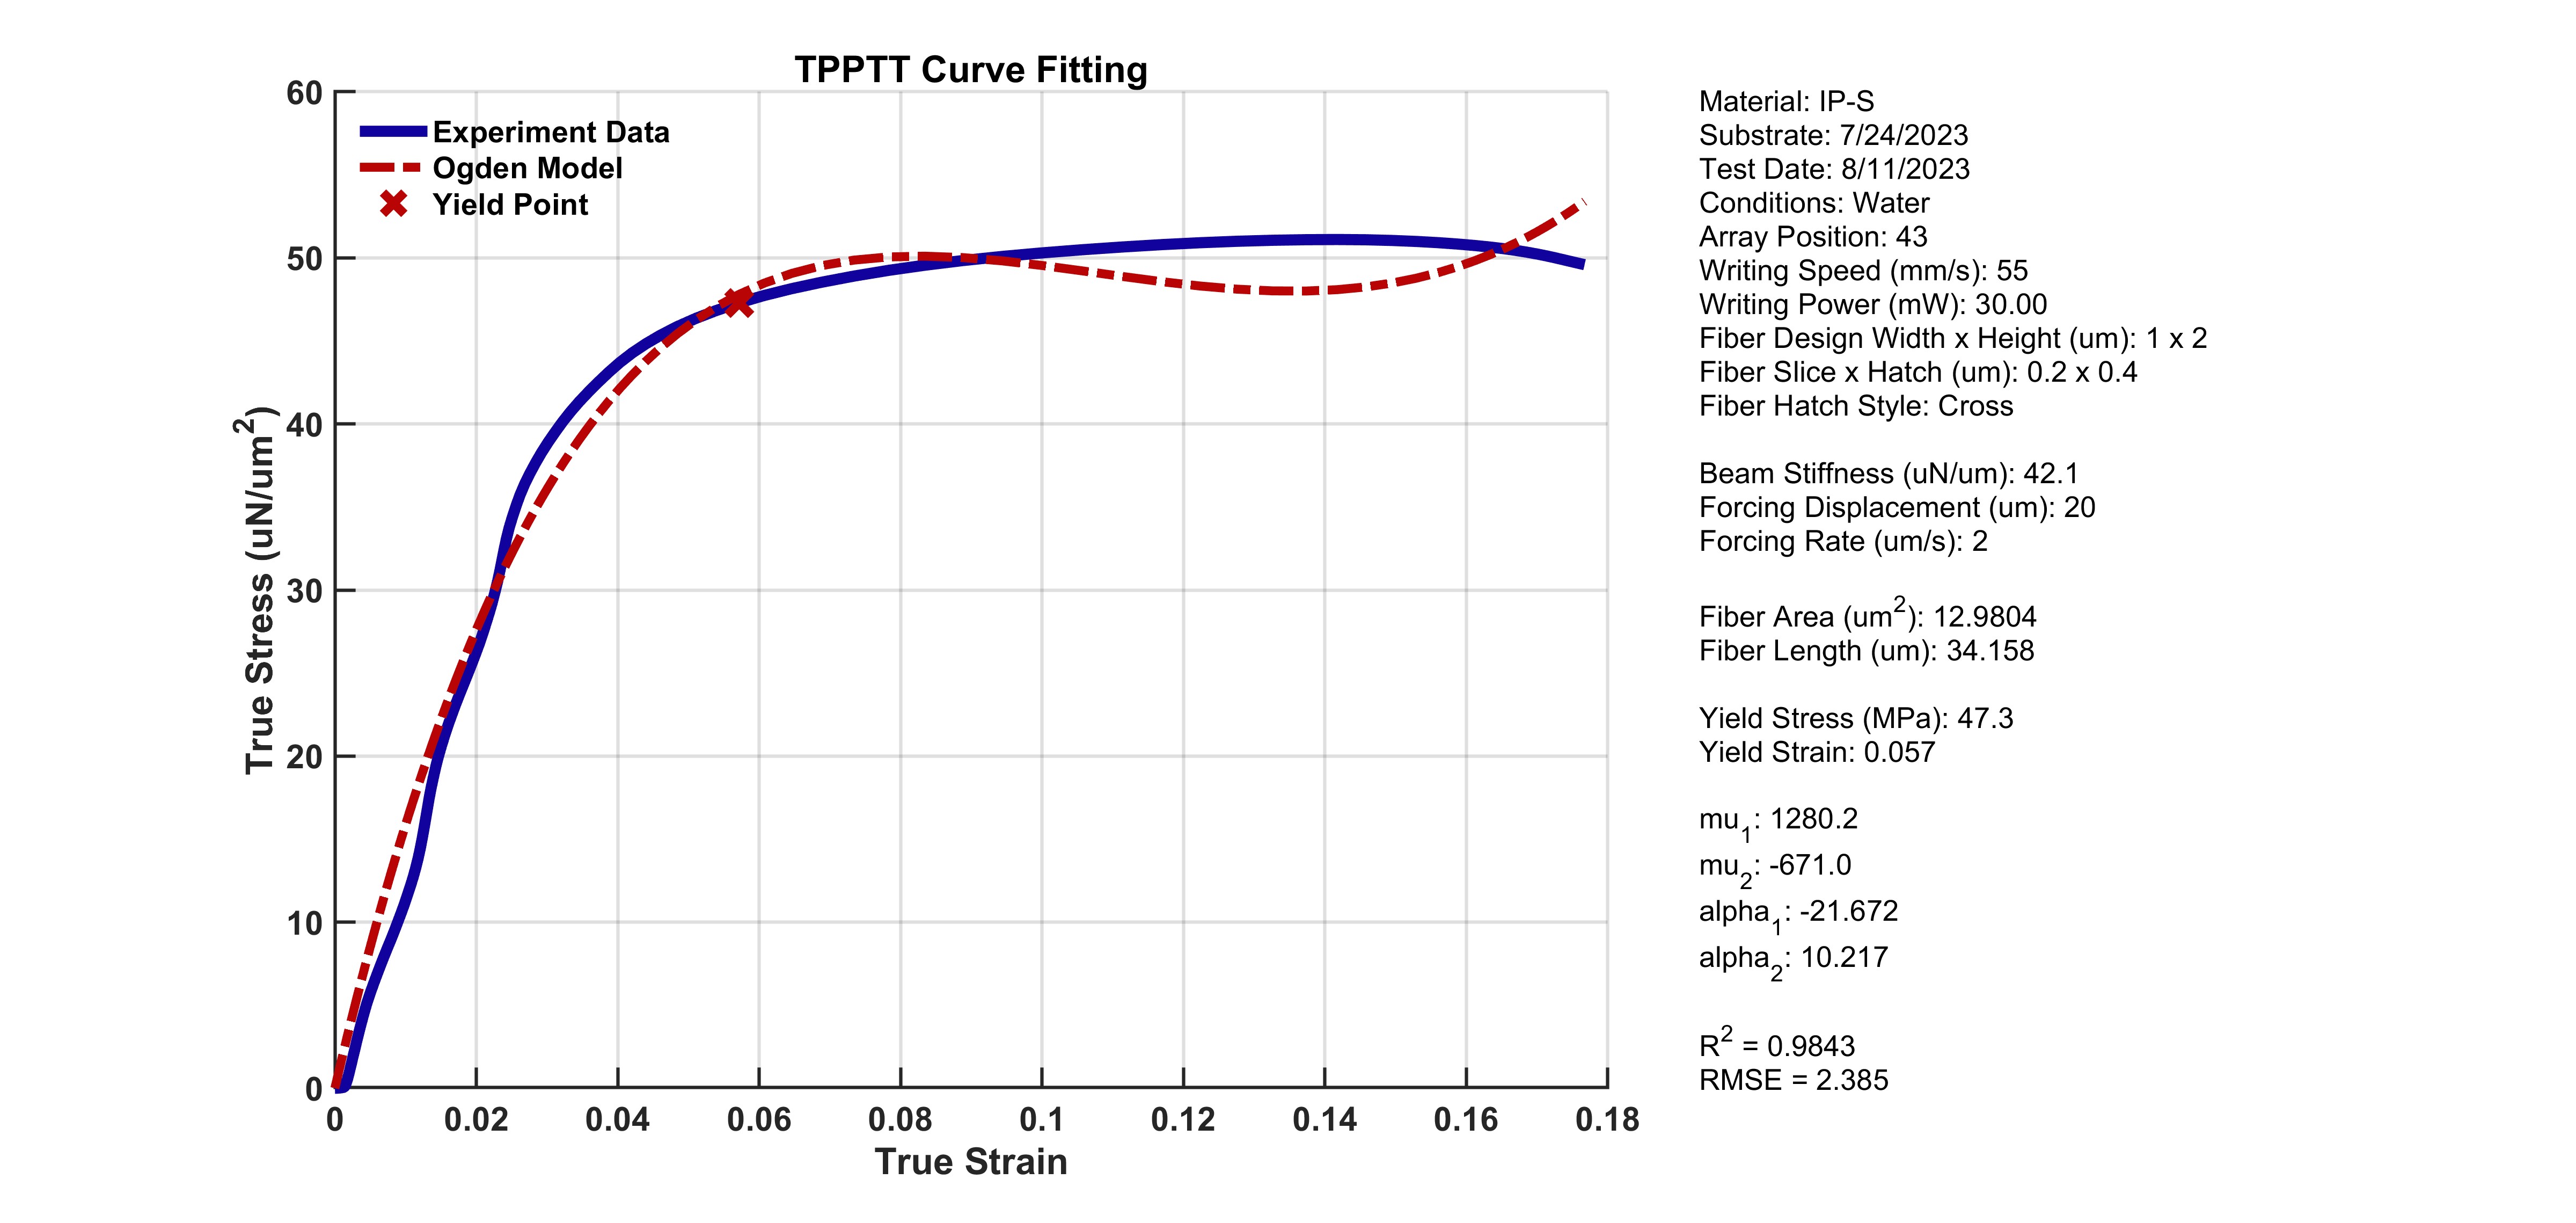 TPPTT Curve Fitting
60
50
40
30
20
10
0
True Stress (uN/um²)
Experiment Data
Ogden Model
Yield Point
0 0.02 0.04 0.06 0.08 0.1 0.12 0.14 0.16 0.18
True Strain
Material: IP-S
Substrate: 7/24/2023
Test Date: 8/11/2023
Conditions: Water
Array Position: 43
Writing Speed (mm/s): 55
Writing Power (mW): 30.00
Fiber Design Width x Height (um): 1 x 2
Fiber Slice x Hatch (um): 0.2 x 0.4
Fiber Hatch Style: Cross
Beam Stiffness (uN/um): 42.1
Forcing Displacement (um): 20
Forcing Rate (um/s): 2
Fiber Area (um²): 12.9804
Fiber Length (um): 34.158
Yield Stress (MPa): 47.3
Yield Strain: 0.057
mu₁: 1280.2
mu₂: -671.0
alpha₁: -21.672
alpha₂: 10.217
R² = 0.9843
RMSE = 2.385